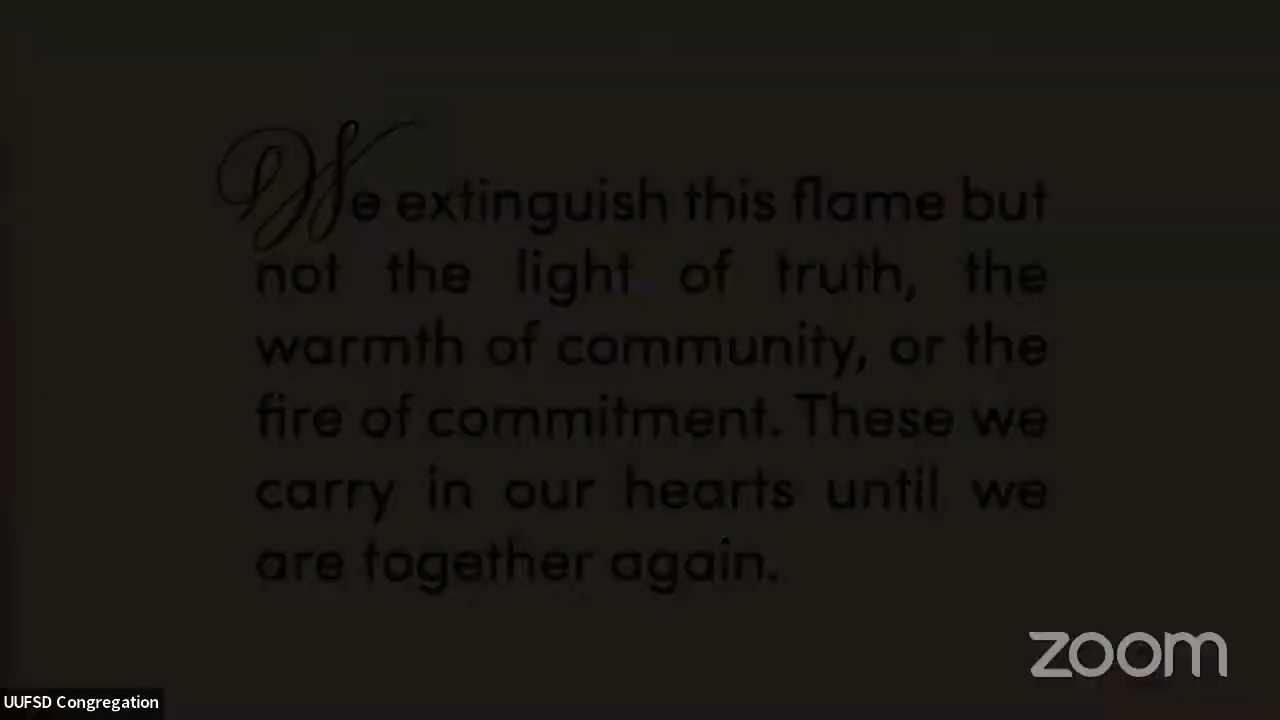 We extinguish this flame but
not the light of truth, the
warmth of community, or the
fire of commitment. These we
carry in our hearts until we
are together again.
zoom
UUFSD Congregation